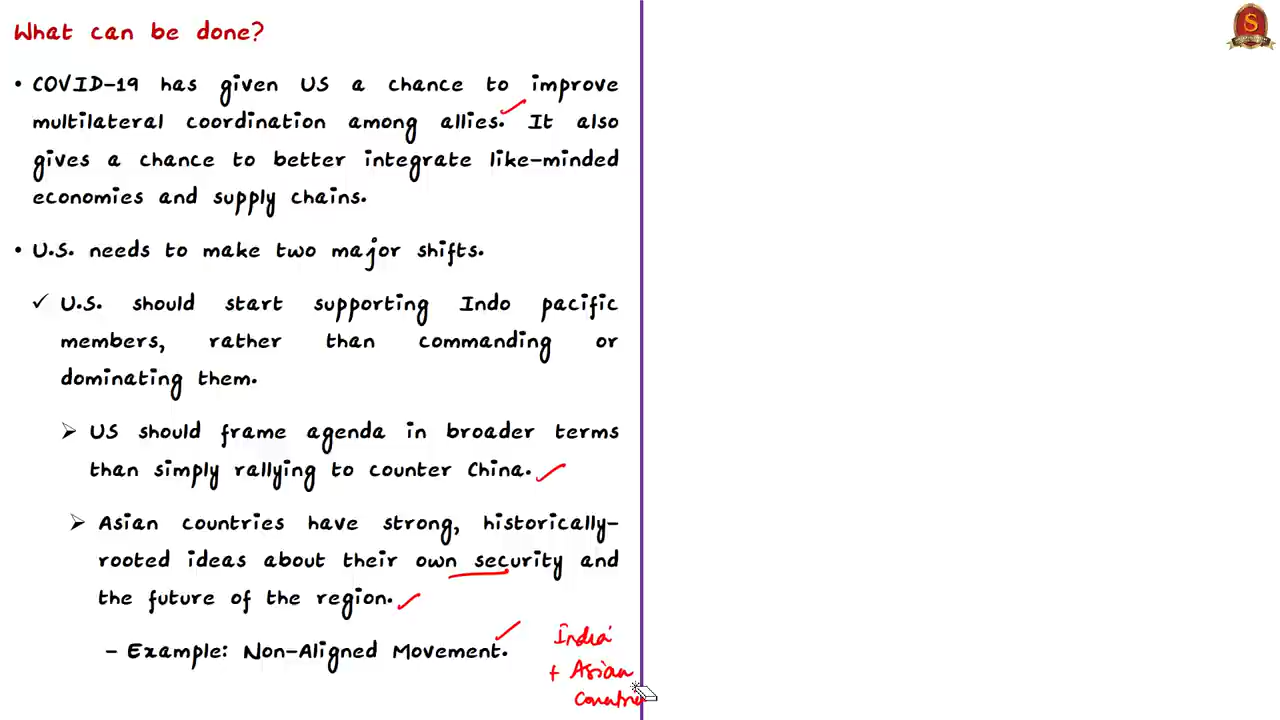 What can be done?
• COVID-19 has given US a chance to improve
multilateral coordination among allies. It also
gives a chance to better integrate like-minded
economies and supply chains.
• U.S. needs to make two major shifts.
✓ U.S. should start supporting Indo pacific
members, rather than commanding or
dominating them.
➢ US should frame agenda in broader terms
than simply rallying to counter China.
➢ Asian countries have strong, historically-
rooted ideas about their own security and
the future of the region.
- Example: Non-Aligned Movement.
India
+ Asian
S